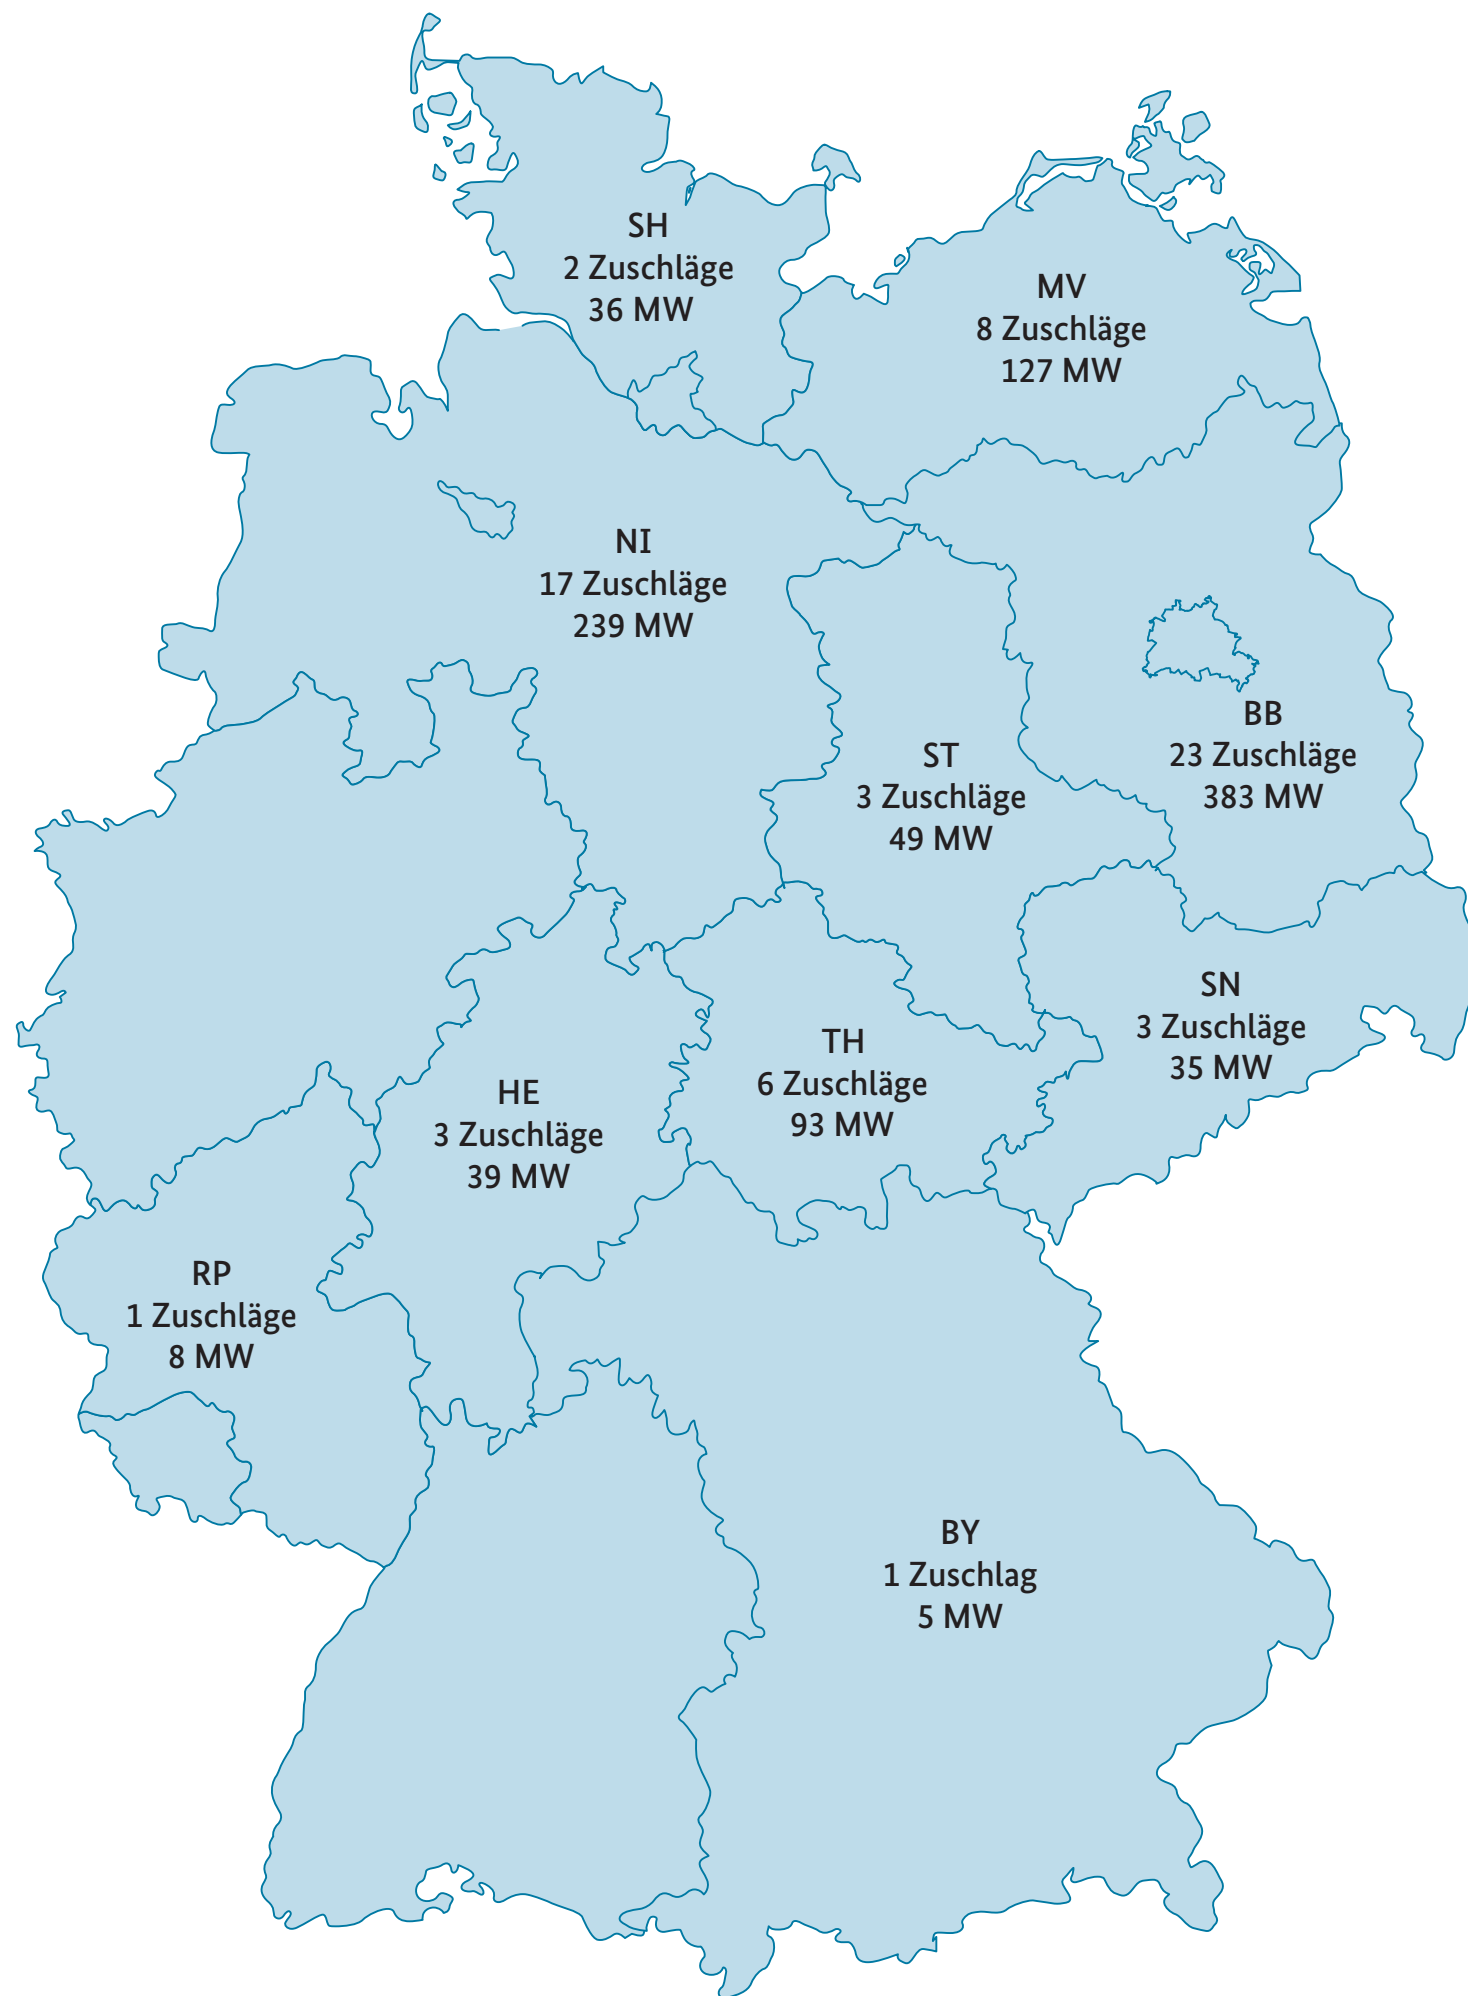 SH
2 Zuschläge
36 MW
MV
8 Zuschläge
127 MW
NI
17 Zuschläge
239 MW
BB
23 Zuschläge
383 MW
ST
3 Zuschläge
49 MW
SN
3 Zuschläge
35 MW
TH
6 Zuschläge
93 MW
HE
3 Zuschläge
39 MW
RP
1 Zuschläge
8 MW
BY
1 Zuschlag
5 MW